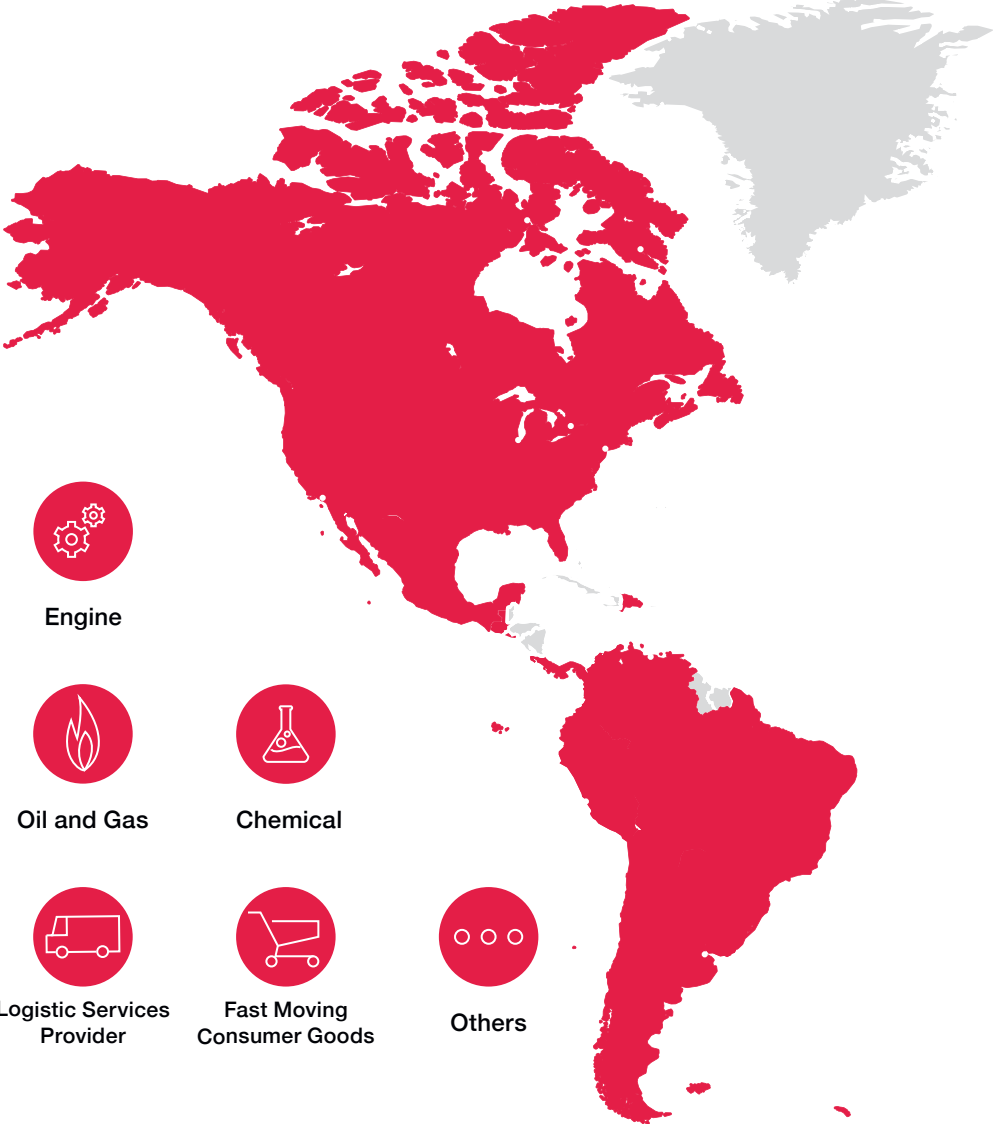 Engine
Oil and Gas
Chemical
Logistic Services
Provider
Fast Moving
Consumer Goods
Others